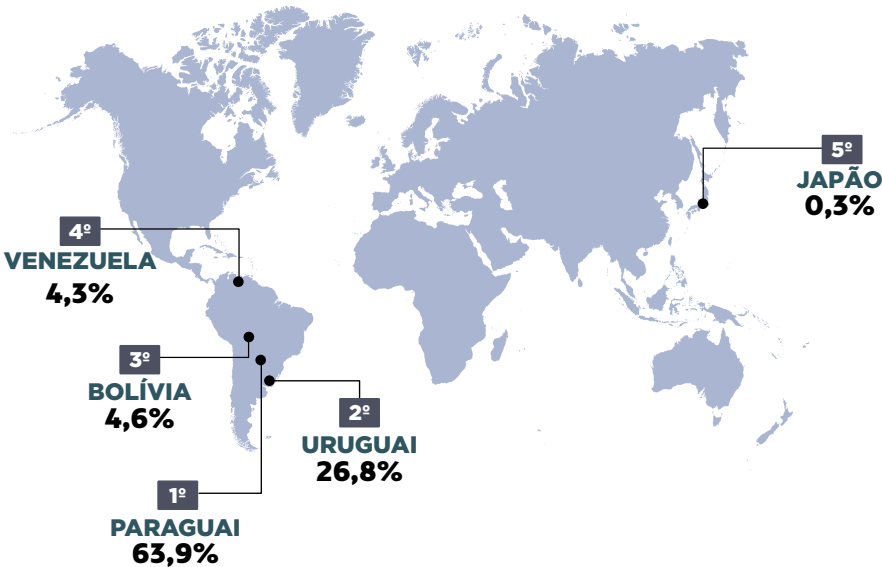 5º
JAPÃO
0,3%
4º
VENEZUELA
4,3%
3º
BOLÍVIA
4,6%
2º
URUGUAI
26,8%
1º
PARAGUAI
63,9%